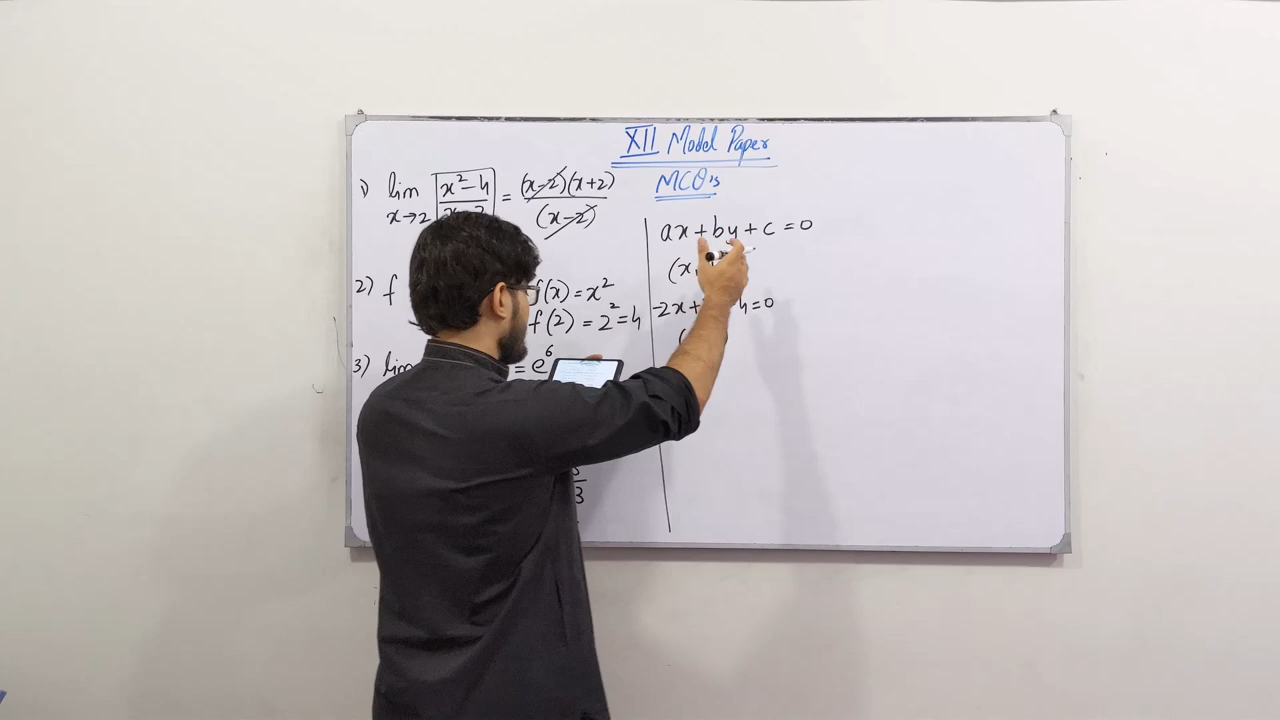 XII Model Paper
MCQ's
1) lim x→2 x²-4 = (x-2)(x+2)
(x-2)
2) f f(x) = x²
f(2) = 2² = 4
3) lim = e⁶
3
ax + by + c = 0
(x,
-2x + 4 = 0
(